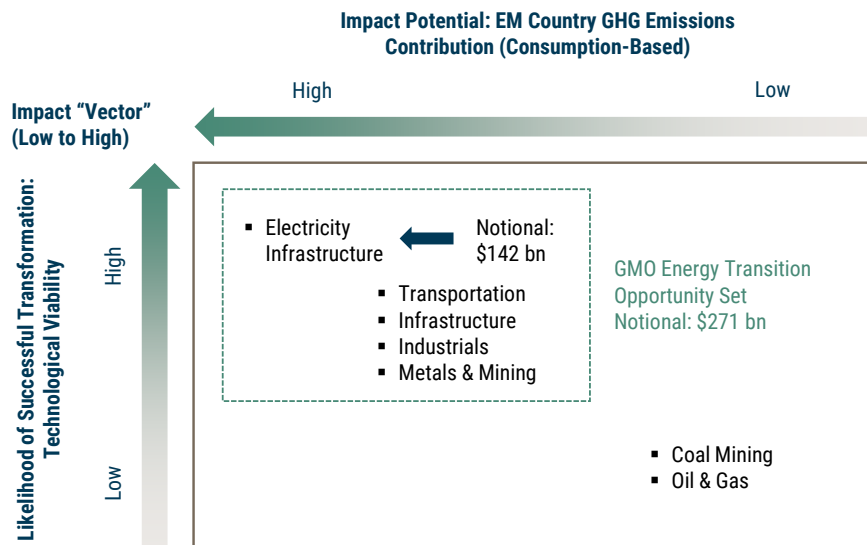 Impact Potential: EM Country GHG Emissions
Contribution (Consumption-Based)
High
Low
Impact “Vector”
(Low to High)
Likelihood of Successful Transformation:
Technological Viability
High
Low
▪ Electricity
Infrastructure
Notional:
$142 bn
▪ Transportation
▪ Infrastructure
▪ Industrials
▪ Metals & Mining
GMO Energy Transition
Opportunity Set
Notional: $271 bn
▪ Coal Mining
▪ Oil & Gas